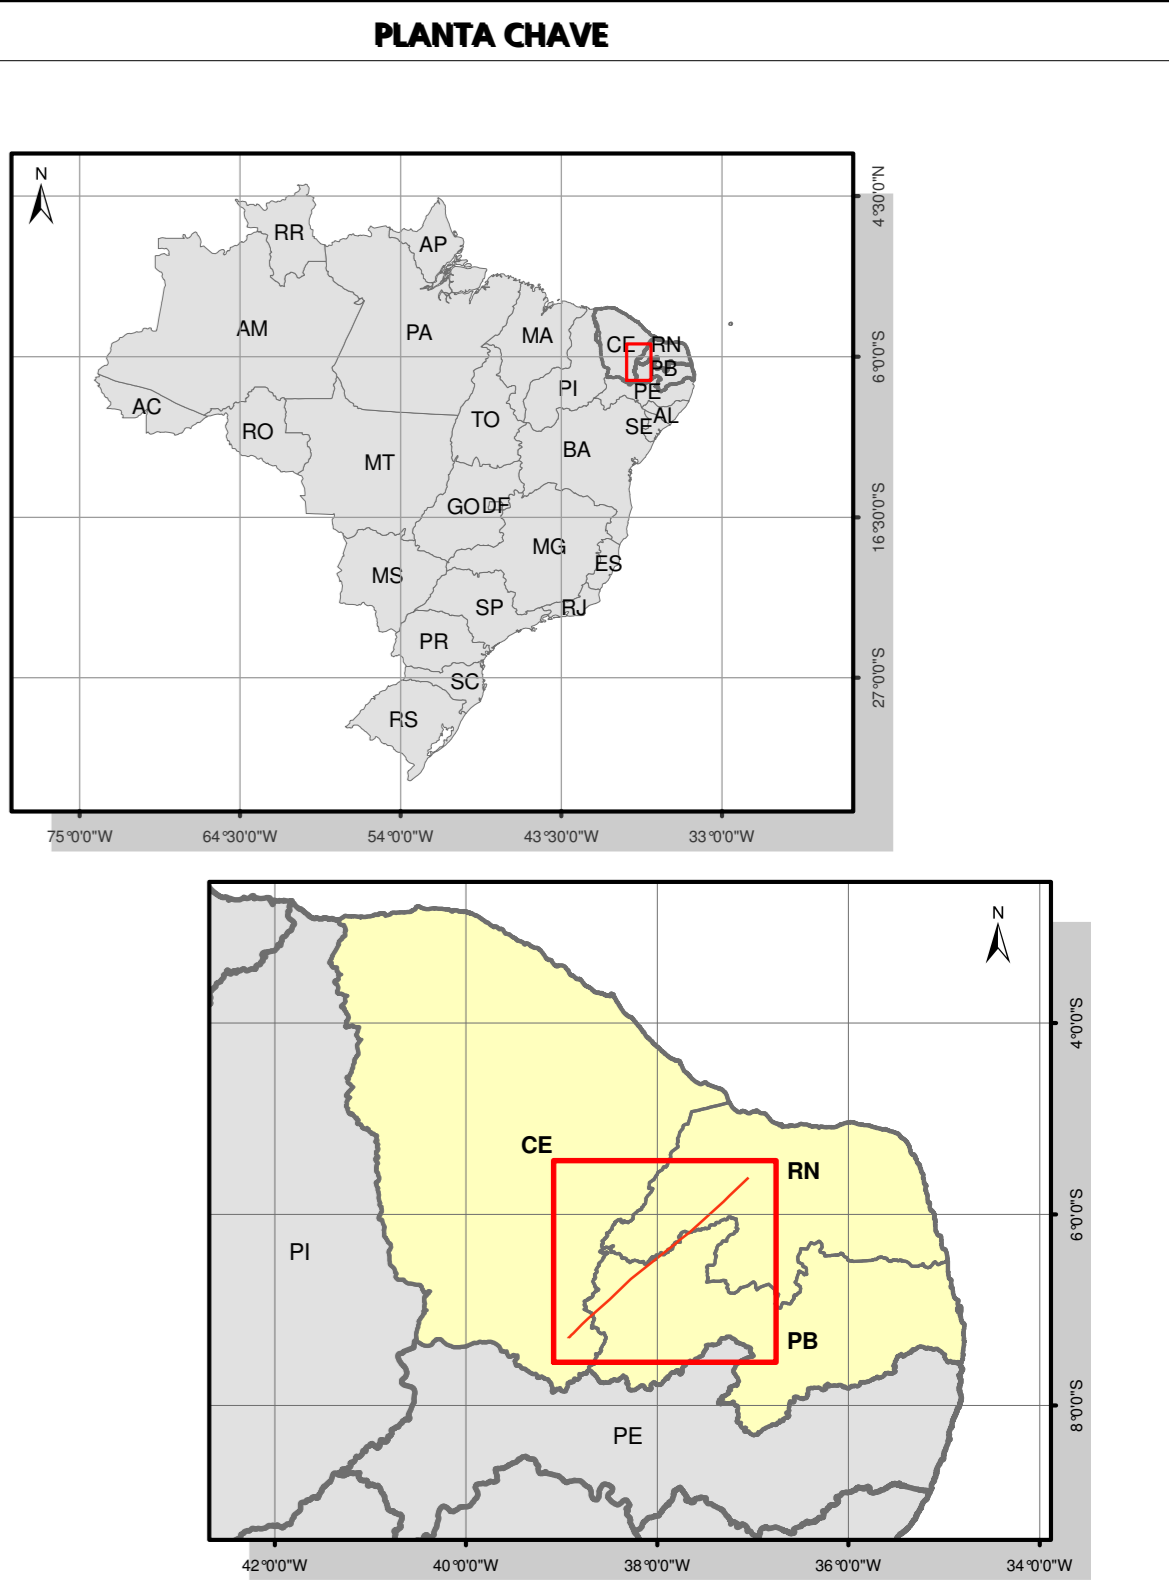 PLANTA CHAVE
N
RR
AP
AM
PA
MA
CE
RN
PB
PI
PE
AC
TO
AL
SE
RO
BA
MT
GO
DF
MG
ES
MS
SP
RJ
PR
SC
RS
4°30'0"N
6°0'0"S
16°30'0"S
27°0'0"S
75°0'0"W
64°30'0"W
54°0'0"W
43°30'0"W
33°0'0"W
N
CE
RN
PI
PB
PE
4°0'0"S
6°0'0"S
8°0'0"S
42°0'0"W
40°0'0"W
38°0'0"W
36°0'0"W
34°0'0"W